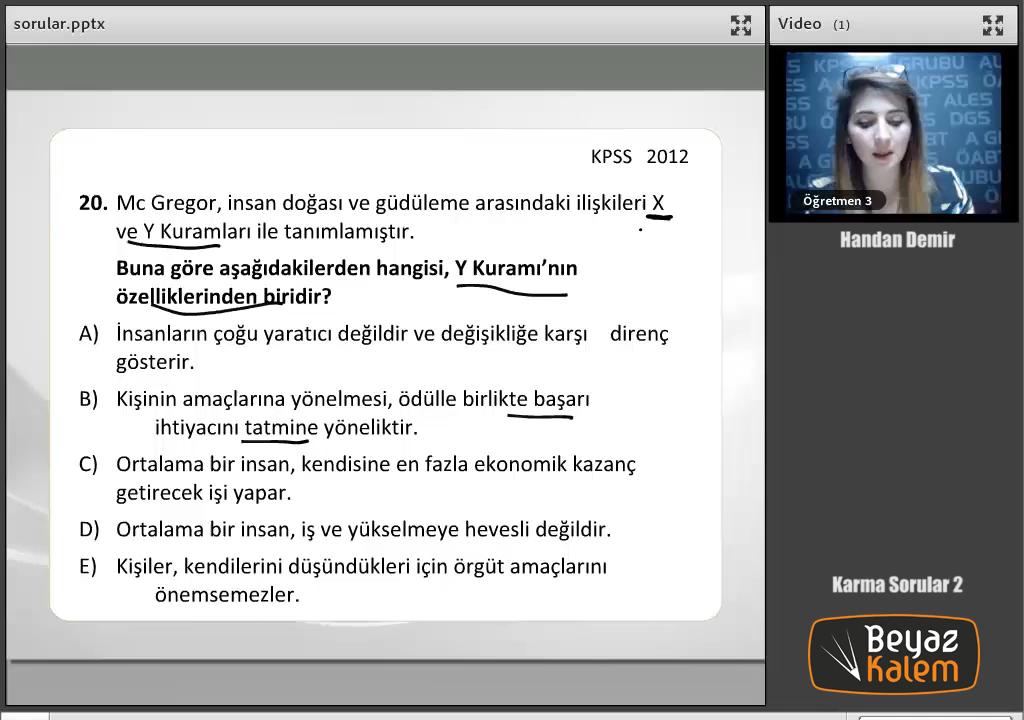 sorular.pptx
Video (1)
KPSS 2012
20. Mc Gregor, insan doğası ve güdüleme arasındaki ilişkileri X
ve Y Kuramları ile tanımlamıştır.
Buna göre aşağıdakilerden hangisi, Y Kuramı’nın
özelliklerinden biridir?
A) İnsanların çoğu yaratıcı değildir ve değişikliğe karşı direnç
gösterir.
B) Kişinin amaçlarına yönelmesi, ödülle birlikte başarı
ihtiyacını tatmine yöneliktir.
C) Ortalama bir insan, kendisine en fazla ekonomik kazanç
getirecek işi yapar.
D) Ortalama bir insan, iş ve yükselmeye hevesli değildir.
E) Kişiler, kendilerini düşündükleri için örgüt amaçlarını
önemsemezler.
Öğretmen 3
Handan Demir
Karma Sorular 2
Beyaz
Kalem